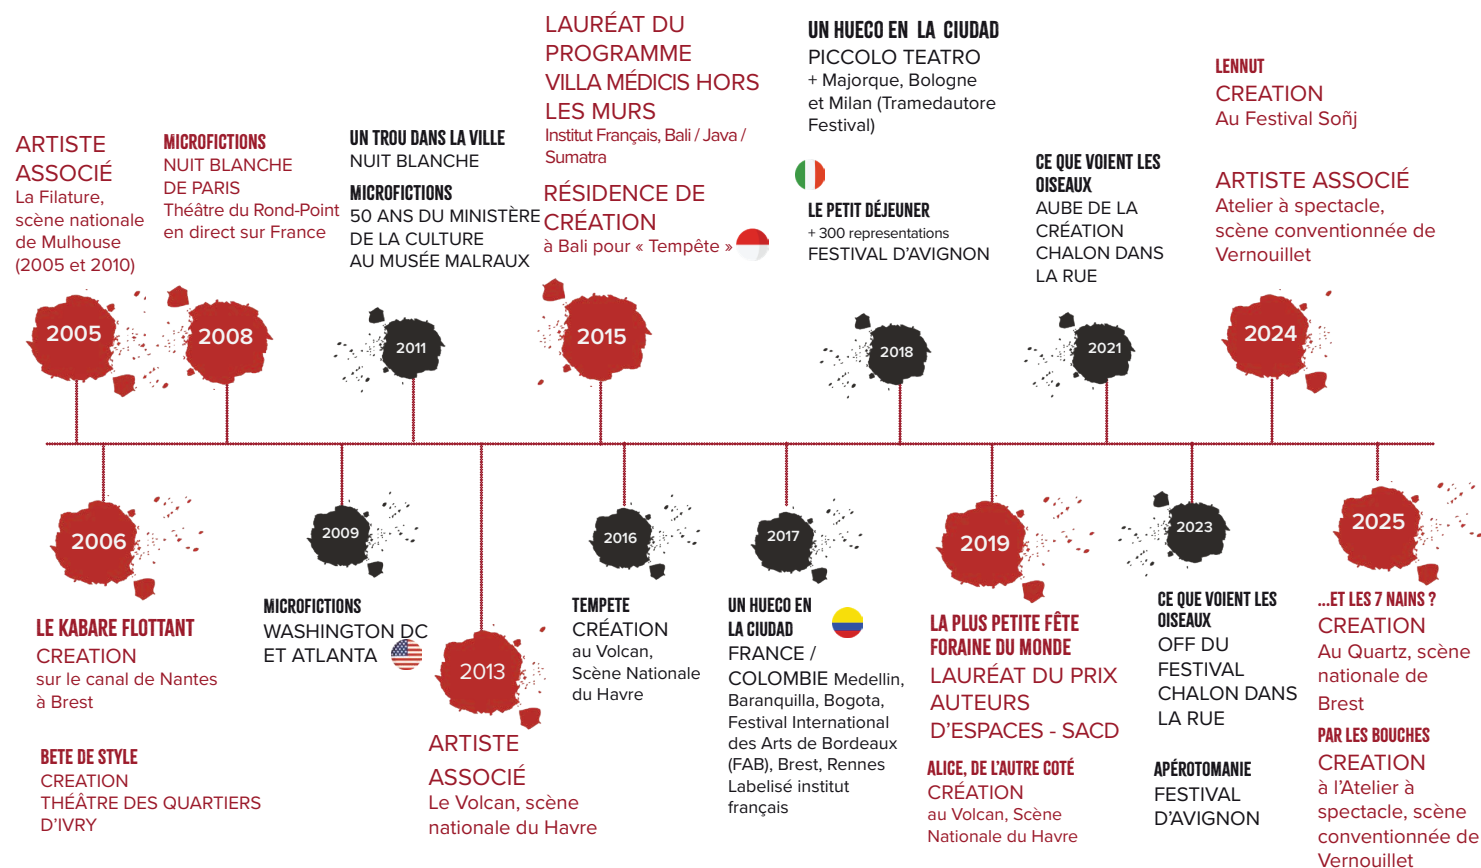 ARTISTE
ASSOCIÉ
La Filature,
scène nationale
de Mulhouse
(2005 et 2010)
2005
MICROFICTIONS
NUIT BLANCHE
DE PARIS
Théâtre du Rond-Point
en direct sur France
2008
UN TROU DANS LA VILLE
NUIT BLANCHE
MICROFICTIONS
50 ANS DU MINISTÈRE
DE LA CULTURE
AU MUSÉE MALRAUX
2011
LAURÉAT DU
PROGRAMME
VILLA MÉDICIS HORS
LES MURS
Institut Français, Bali / Java /
Sumatra
RÉSIDENCE DE
CRÉATION
à Bali pour « Tempête »
2015
UN HUECO EN LA CIUDAD
PICCOLO TEATRO
+ Majorque, Bologne
et Milan (Tramedautore
Festival)
LE PETIT DÉJEUNER
+ 300 representations
FESTIVAL D'AVIGNON
2018
CE QUE VOIENT LES
OISEAUX
AUBE DE LA
CRÉATION
CHALON DANS
LA RUE
2021
LENNUT
CREATION
Au Festival Soñj
ARTISTE ASSOCIÉ
Atelier à spectacle,
scène conventionnée de
Vernouillet
2024
2006
LE KABARE FLOTTANT
CREATION
sur le canal de Nantes
à Brest
BETE DE STYLE
CREATION
THÉÂTRE DES QUARTIERS
D'IVRY
2009
MICROFICTIONS
WASHINGTON DC
ET ATLANTA
2013
ARTISTE
ASSOCIÉ
Le Volcan, scène
nationale du Havre
2016
TEMPETE
CRÉATION
au Volcan,
Scène Nationale
du Havre
2017
UN HUECO EN
LA CIUDAD
FRANCE /
COLOMBIE Medellin,
Baranquilla, Bogota,
Festival International
des Arts de Bordeaux
(FAB), Brest, Rennes
Labelisé institut
français
2019
LA PLUS PETITE FÊTE
FORAINE DU MONDE
LAURÉAT DU PRIX
AUTEURS
D'ESPACES - SACD
ALICE, DE L'AUTRE COTÉ
CRÉATION
au Volcan, Scène
Nationale du Havre
2023
CE QUE VOIENT LES
OISEAUX
OFF DU
FESTIVAL
CHALON DANS
LA RUE
APÉROTOMANIE
FESTIVAL
D'AVIGNON
2025
...ET LES 7 NAINS ?
CREATION
Au Quartz, scène
nationale de
Brest
PAR LES BOUCHES
CREATION
à l'Atelier à
spectacle, scène
conventionnée de
Vernouillet